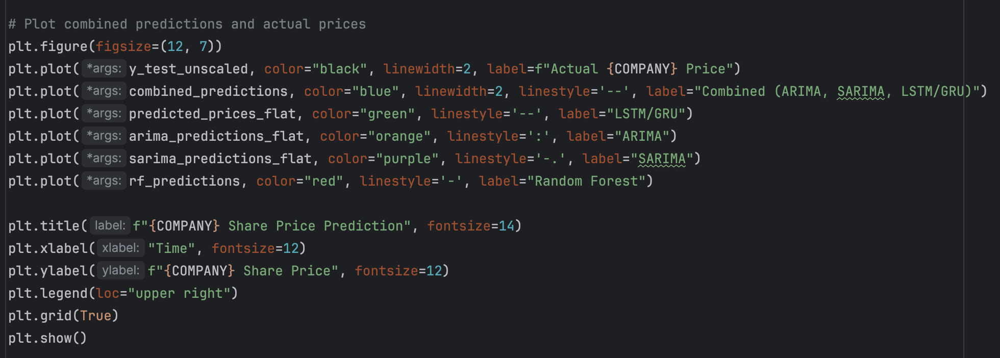 # Plot combined predictions and actual prices
plt.figure(figsize=(12, 7))
plt.plot( *args: y_test_unscaled, color="black", linewidth=2, label=f"Actual {COMPANY} Price")
plt.plot( *args: combined_predictions, color="blue", linewidth=2, linestyle='--', label="Combined (ARIMA, SARIMA, LSTM/GRU)")
plt.plot( *args: predicted_prices_flat, color="green", linestyle='--', label="LSTM/GRU")
plt.plot( *args: arima_predictions_flat, color="orange", linestyle=':', label="ARIMA")
plt.plot( *args: sarima_predictions_flat, color="purple", linestyle='-.', label="SARIMA")
plt.plot( *args: rf_predictions, color="red", linestyle='-', label="Random Forest")
plt.title( label: f"{COMPANY} Share Price Prediction", fontsize=14)
plt.xlabel( xlabel: "Time", fontsize=12)
plt.ylabel( ylabel: f"{COMPANY} Share Price", fontsize=12)
plt.legend(loc="upper right")
plt.grid(True)
plt.show()